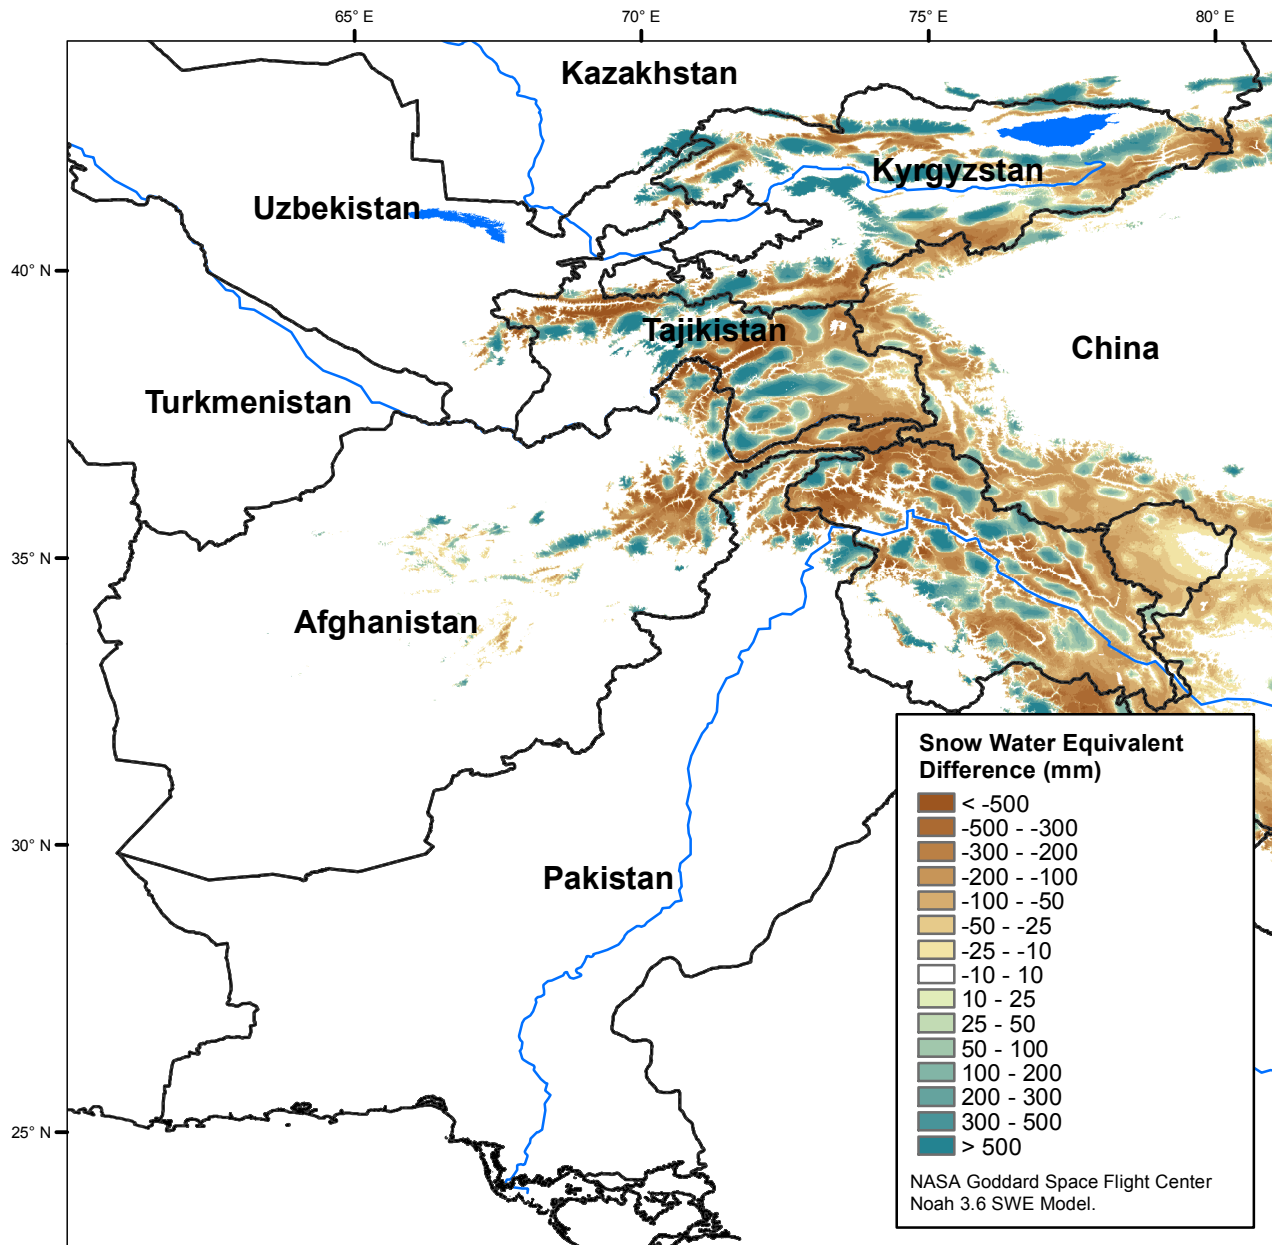 65° E
70° E
75° E
80° E
Kazakhstan
Kyrgyzstan
Uzbekistan
40° N
Tajikistan
China
Turkmenistan
35° N
Afghanistan
Snow Water Equivalent
Difference (mm)
< -500
-500 - -300
-300 - -200
-200 - -100
-100 - -50
-50 - -25
-25 - -10
-10 - 10
10 - 25
25 - 50
50 - 100
100 - 200
200 - 300
300 - 500
> 500
30° N
Pakistan
25° N
NASA Goddard Space Flight Center
Noah 3.6 SWE Model.